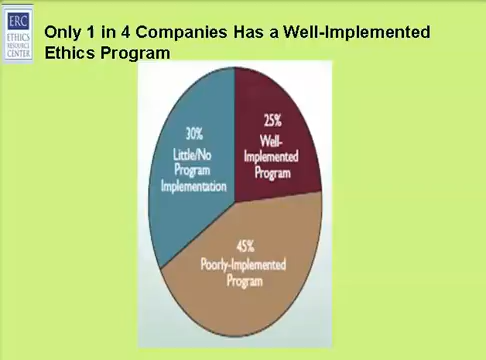 ERC
ETHICS
RESOURCE
CENTER
Only 1 in 4 Companies Has a Well-Implemented
Ethics Program
30%
Little/No
Program
Implementation
25%
Well-
Implemented
Program
45%
Poorly-Implemented
Program